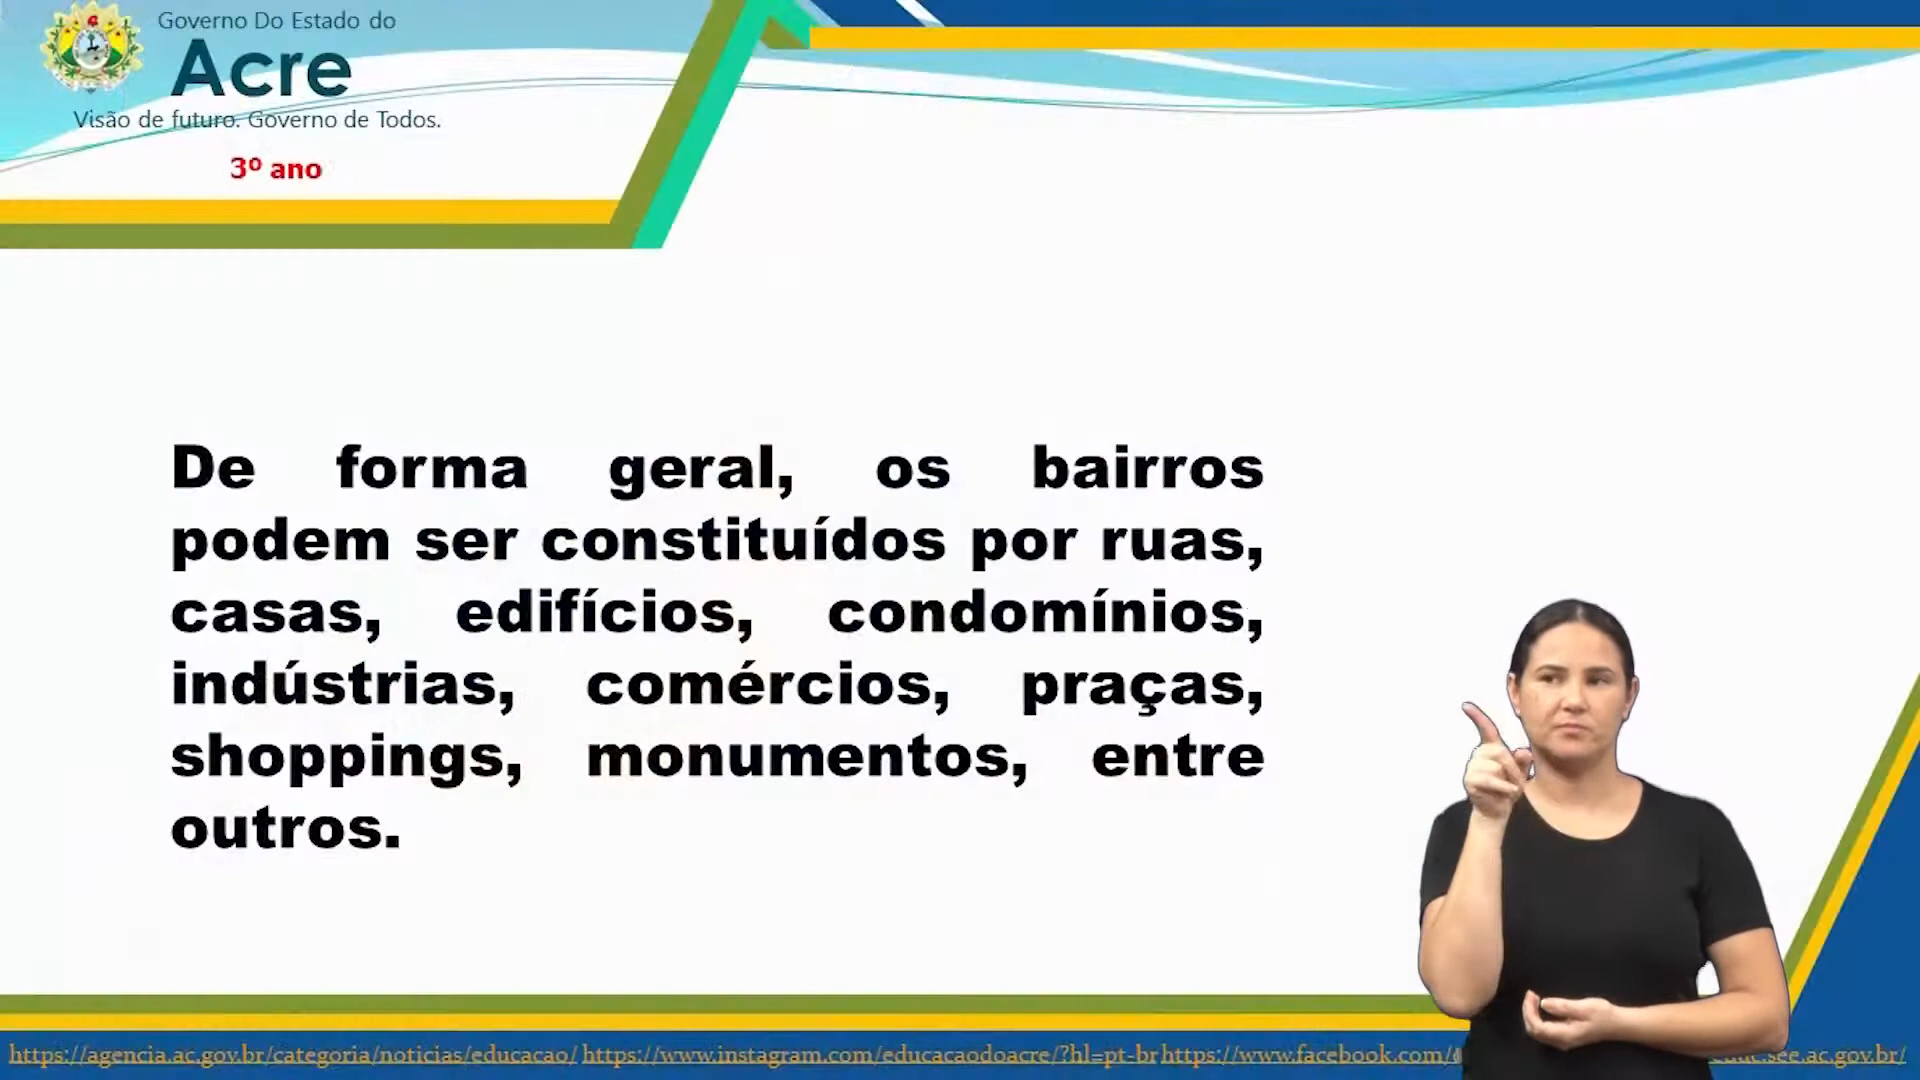 Governo Do Estado do
Acre
Visão de futuro. Governo de Todos.
3º ano
De forma geral, os bairros
podem ser constituídos por ruas,
casas, edifícios, condomínios,
indústrias, comércios, praças,
shoppings, monumentos, entre
outros.
https://agencia.ac.gov.br/categoria/noticias/educacao/ https://www.instagram.com/educacaodoacre/?hl=pt-brhttps://www.facebook.com/ .see.ac.gov.br/